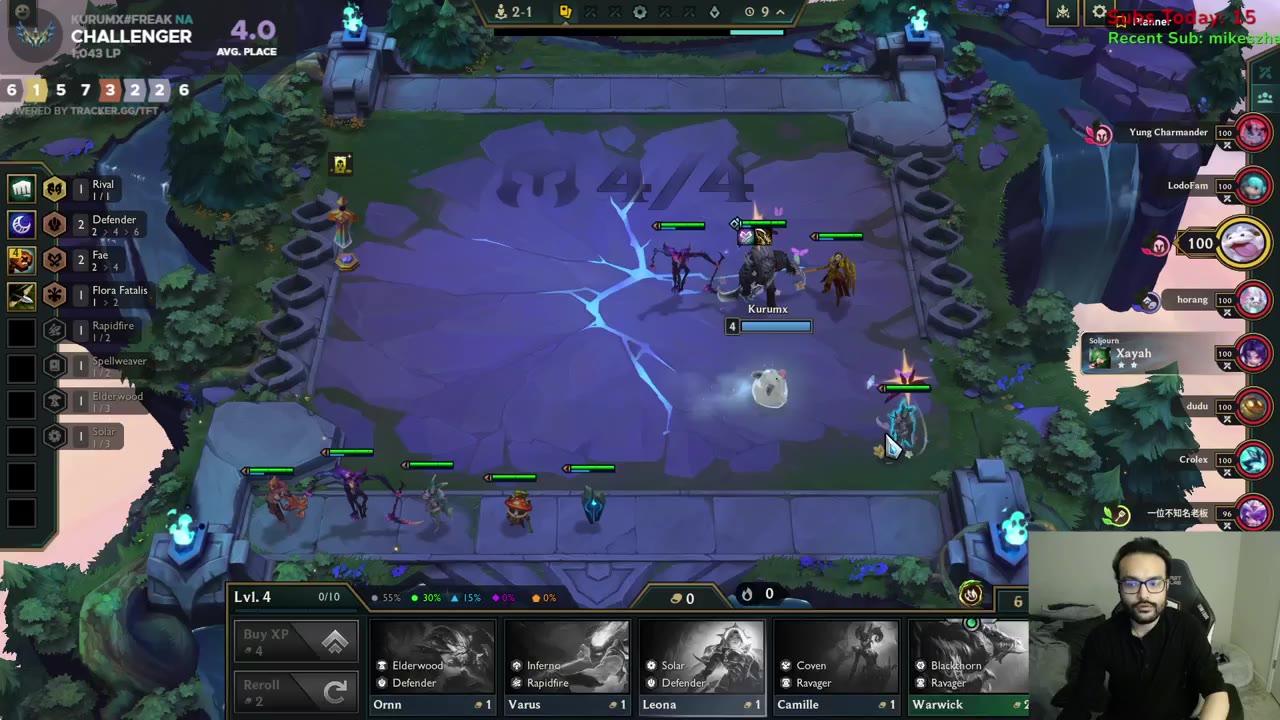 KURUMX#FREAK NA
CHALLENGER
1,043 LP
4.0
AVG. PLACE
6 1 5 7 3 2 2 6
WERED BY TRACKER.GG/TFT
2-1
9
Planner
Subs Today: 15
Recent Sub: mikeszhe
1 Rival
1 / 1
2 Defender
2 > 4 > 6
2 Fae
2 > 4
1 Flora Fatalis
1 > 2
1 Rapidfire
1 / 2
1 Spellweaver
1 / 2
1 Elderwood
1 / 3
1 Solar
1 / 3
4/4
Kurumx
4
Yung Charmander 100
LodoFam 100
100
horang 100
Soljourn
Xayah 100
dudu 100
Crolex 100
一位不知名老板 96
Lvl. 4 0/10
55% 30% 15% 0% 0%
0
0
6
Buy XP
4
Reroll
2
Elderwood
Defender
Ornn 1
Inferno
Rapidfire
Varus 1
Solar
Defender
Leona 1
Coven
Ravager
Camille 1
Blackthorn
Ravager
Warwick 2